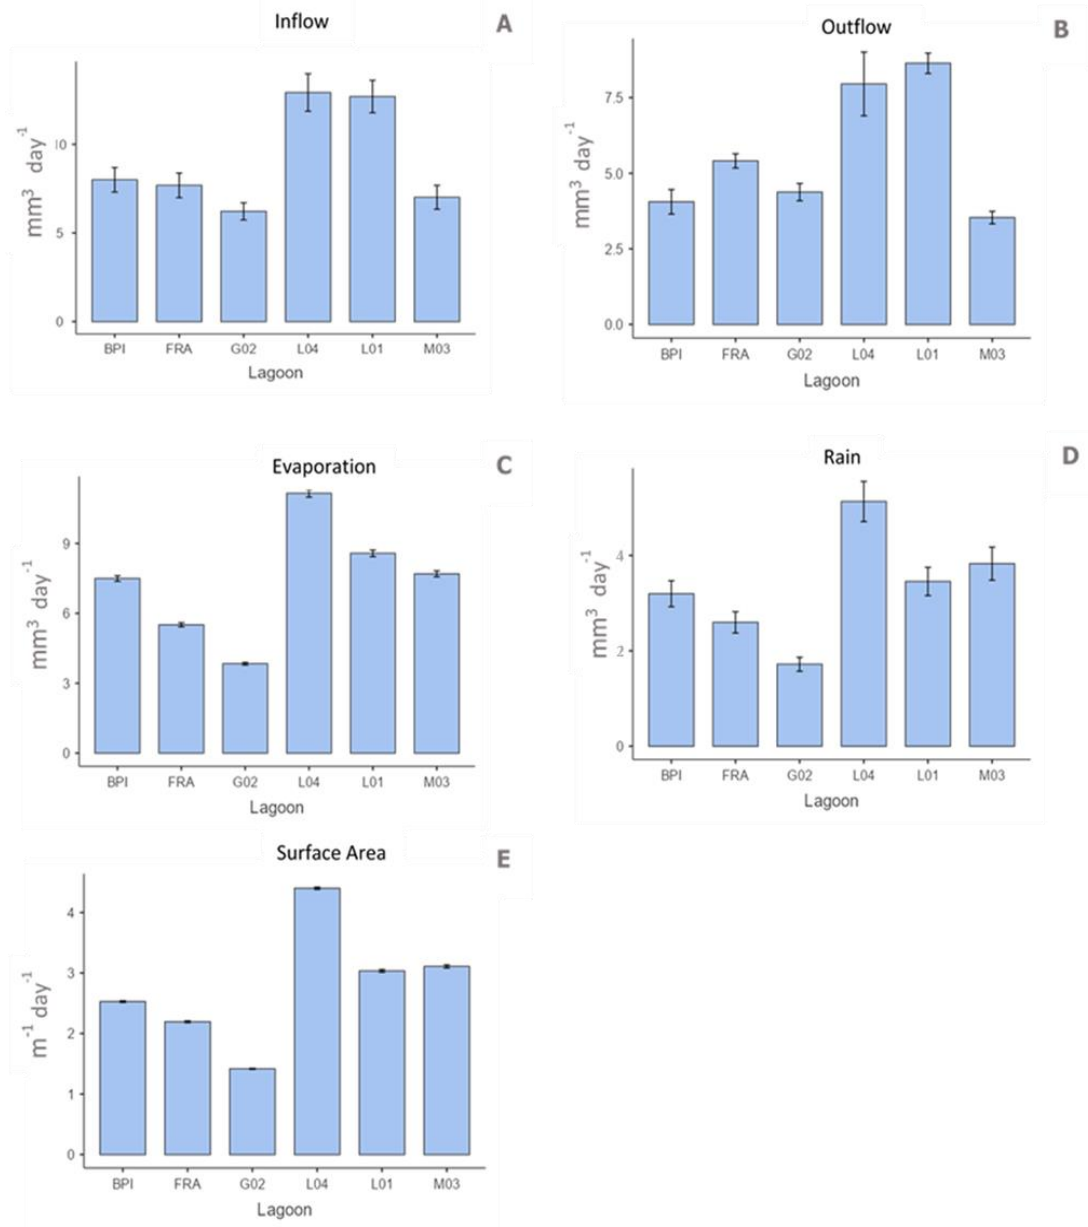 Inflow
A
mm³ day⁻¹
10
5
0
BPI FRA G02 L04 L01 M03
Lagoon
Outflow
B
mm³ day⁻¹
7.5
5.0
2.5
0.0
BPI FRA G02 L04 L01 M03
Lagoon
Evaporation
C
mm³ day⁻¹
9
6
3
0
BPI FRA G02 L04 L01 M03
Lagoon
Rain
D
mm³ day⁻¹
4
2
0
BPI FRA G02 L04 L01 M03
Lagoon
Surface Area
E
m⁻¹ day⁻¹
4
3
2
1
0
BPI FRA G02 L04 L01 M03
Lagoon